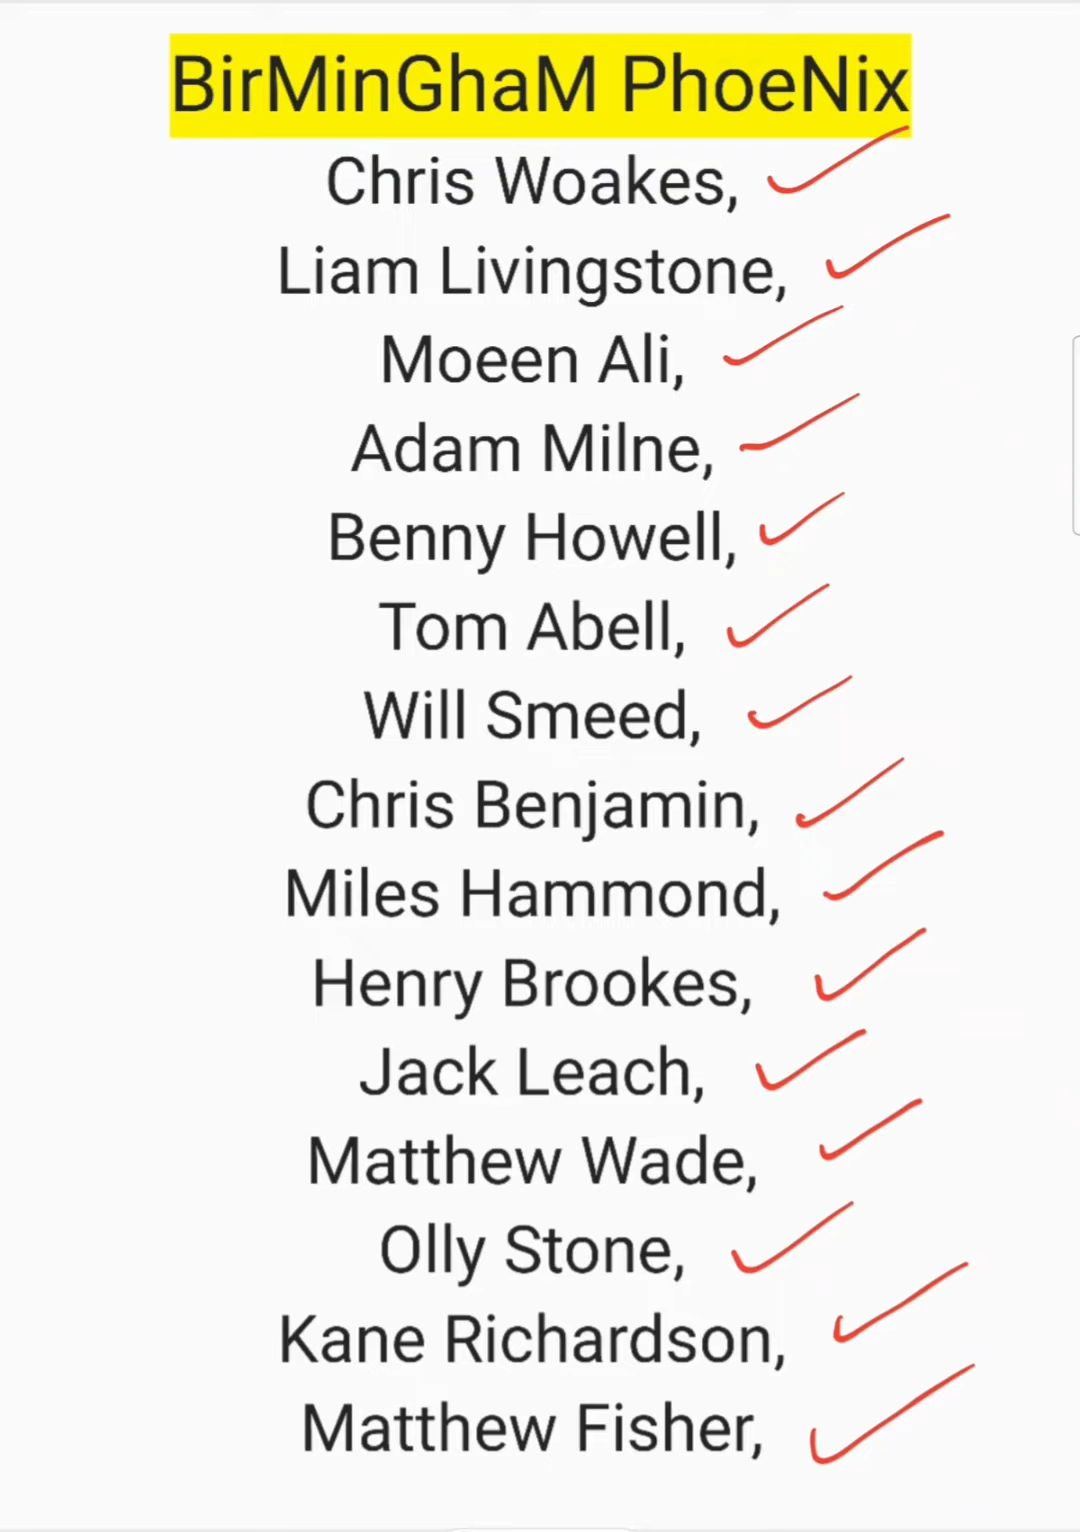 BirMinGhaM PhoeNix
Chris Woakes,
Liam Livingstone,
Moeen Ali,
Adam Milne,
Benny Howell,
Tom Abell,
Will Smeed,
Chris Benjamin,
Miles Hammond,
Henry Brookes,
Jack Leach,
Matthew Wade,
Olly Stone,
Kane Richardson,
Matthew Fisher,